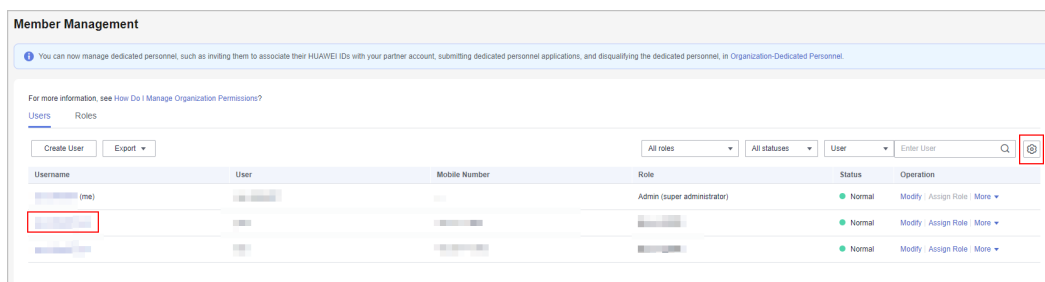 Member Management
You can now manage dedicated personnel, such as inviting them to associate their HUAWEI IDs with your partner account, submitting dedicated personnel applications, and disqualifying the dedicated personnel, in Organization-Dedicated Personnel.
For more information, see How Do I Manage Organization Permissions?
Users Roles
Create User Export All roles All statuses User Enter User
Username User Mobile Number Role Status Operation
(me) Admin (super administrator) Normal Modify Assign Role More
Normal Modify Assign Role More
Normal Modify Assign Role More